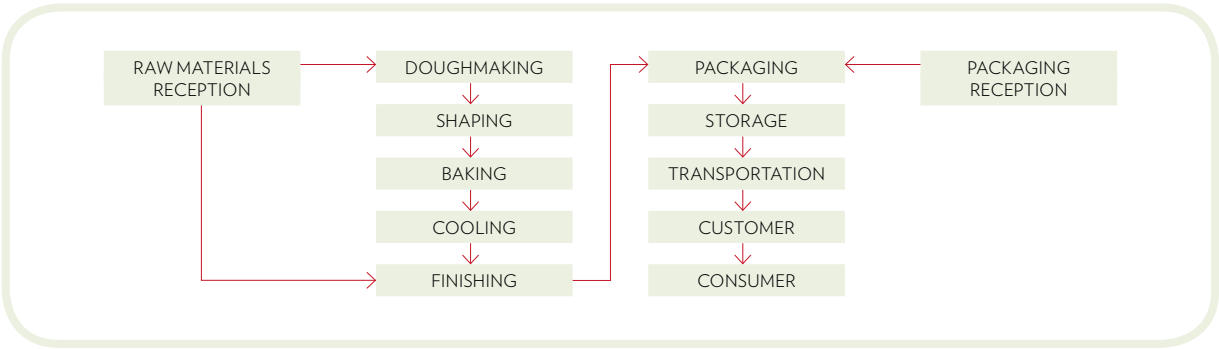 RAW MATERIALS
RECEPTION
DOUGHMAKING
SHAPING
BAKING
COOLING
FINISHING
PACKAGING
STORAGE
TRANSPORTATION
CUSTOMER
CONSUMER
PACKAGING
RECEPTION